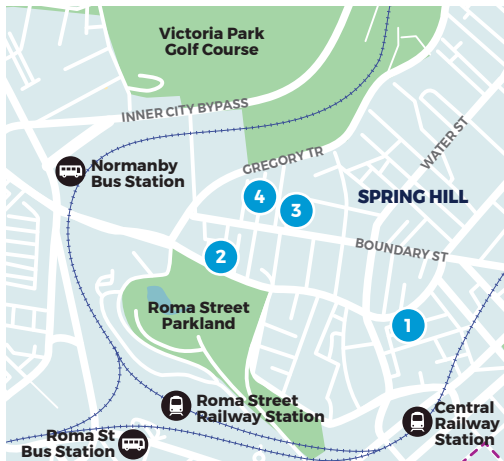 Victoria Park
Golf Course
INNER CITY BYPASS
WATER ST
GREGORY TR
Normanby
Bus Station
4
3
SPRING HILL
BOUNDARY ST
2
Roma Street
Parkland
1
Roma Street
Railway Station
Central
Railway
Station
Roma St
Bus Station